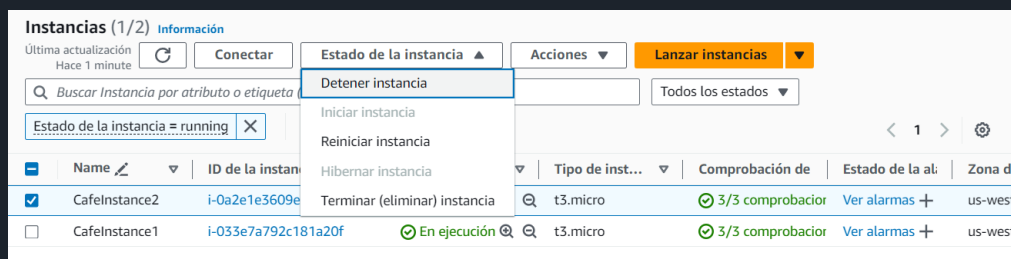 Instancias (1/2) Información
Última actualización
Hace 1 minute
Conectar
Estado de la instancia
Acciones
Lanzar instancias
Detener instancia
Iniciar instancia
Reiniciar instancia
Hibernar instancia
Terminar (eliminar) instancia
Buscar Instancia por atributo o etiqueta (
Todos los estados
Estado de la instancia = running
1
Name ID de la instan Tipo de inst... Comprobación de Estado de la ala Zona d
CafeInstance2 i-0a2e1e3609e t3.micro 3/3 comprobacior Ver alarmas + us-wes
CafeInstance1 i-033e7a792c181a20f En ejecución t3.micro 3/3 comprobacior Ver alarmas + us-wes